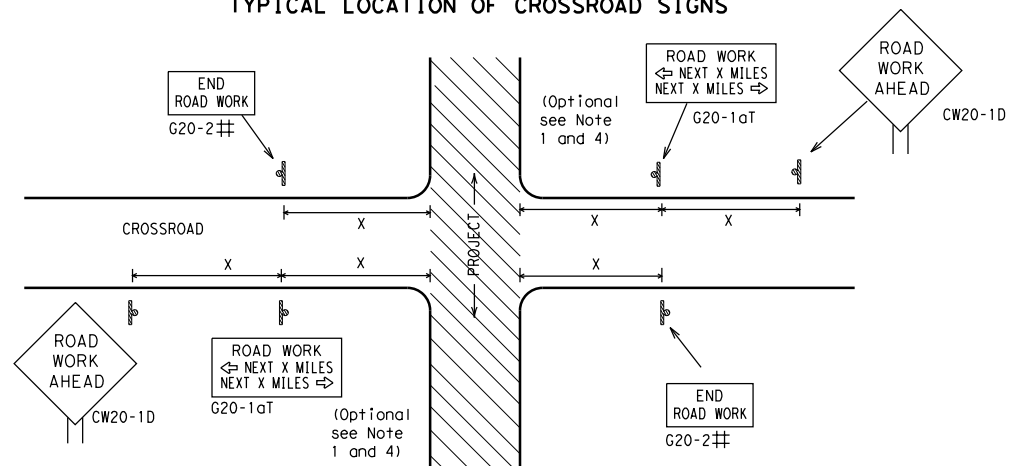 TYPICAL LOCATION OF CROSSROAD SIGNS
END
ROAD WORK
G20-2#
ROAD WORK
⇦ NEXT X MILES
NEXT X MILES ⇨
G20-1aT
(Optional
see Note
1 and 4)
ROAD
WORK
AHEAD
CW20-1D
X
X
X
CROSSROAD
PROJECT
X
X
X
ROAD
WORK
AHEAD
CW20-1D
ROAD WORK
⇦ NEXT X MILES
NEXT X MILES ⇨
G20-1aT
(Optional
see Note
1 and 4)
END
ROAD WORK
G20-2#